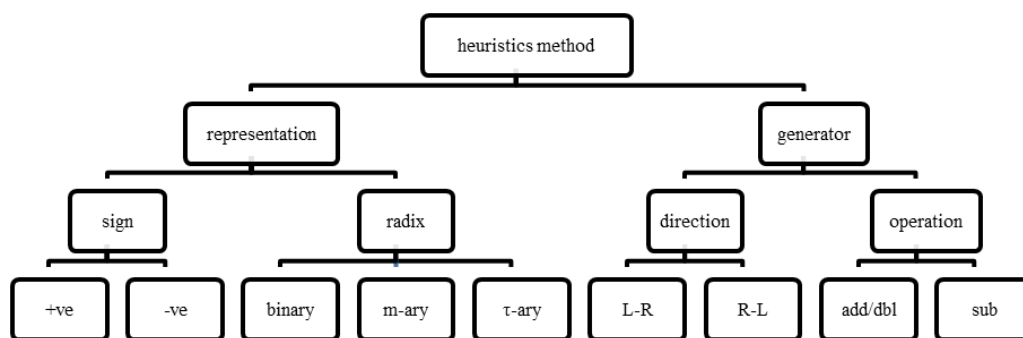 heuristics method
representation
generator
sign
radix
direction
operation
+ve
-ve
binary
m-ary
τ-ary
L-R
R-L
add/dbl
sub